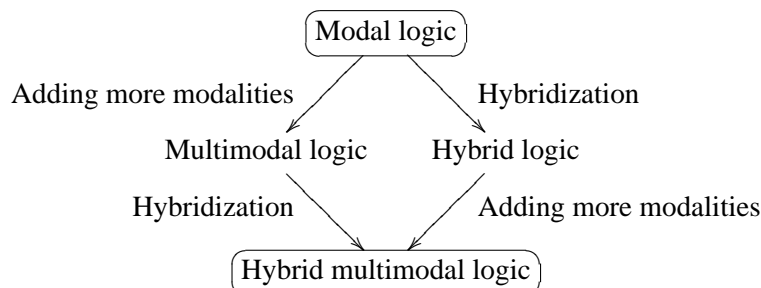 Modal logic
Adding more modalities
Hybridization
Multimodal logic
Hybrid logic
Hybridization
Adding more modalities
Hybrid multimodal logic